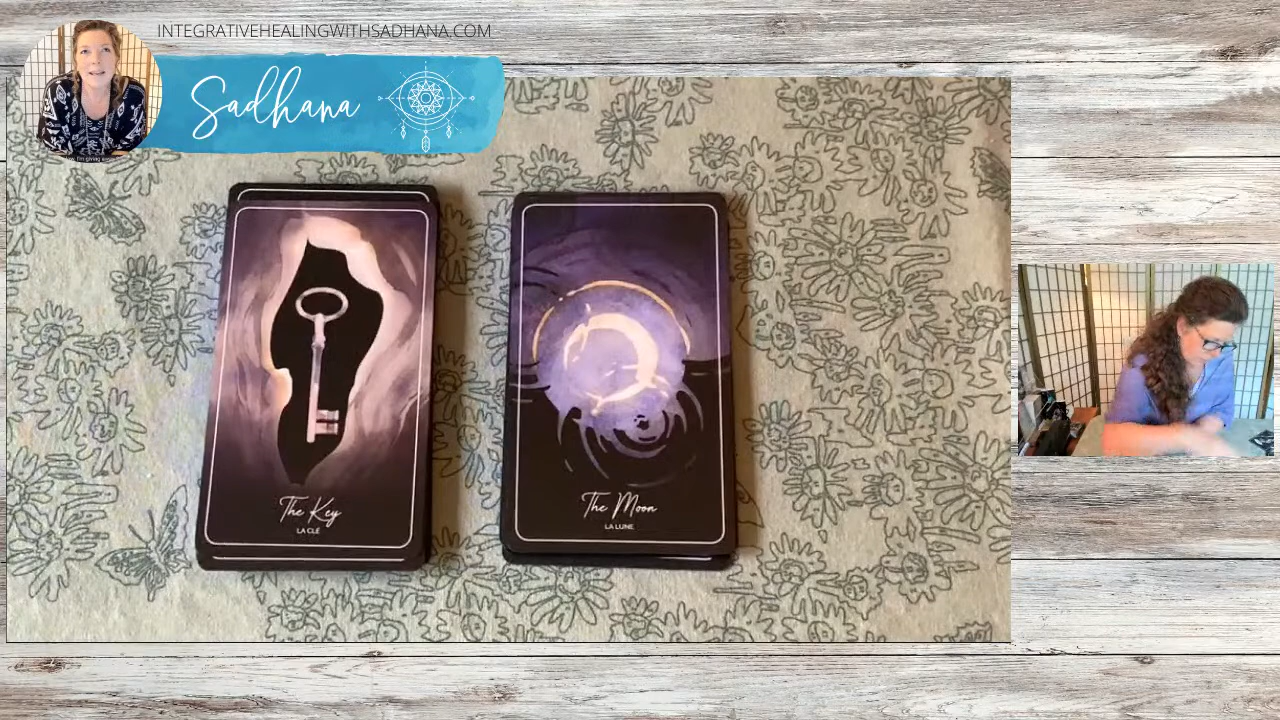 INTEGRATIVEHEALINGWITHSADHANA.COM
Sadhana
The Key
LA CLÉ
The Moon
LA LUNE